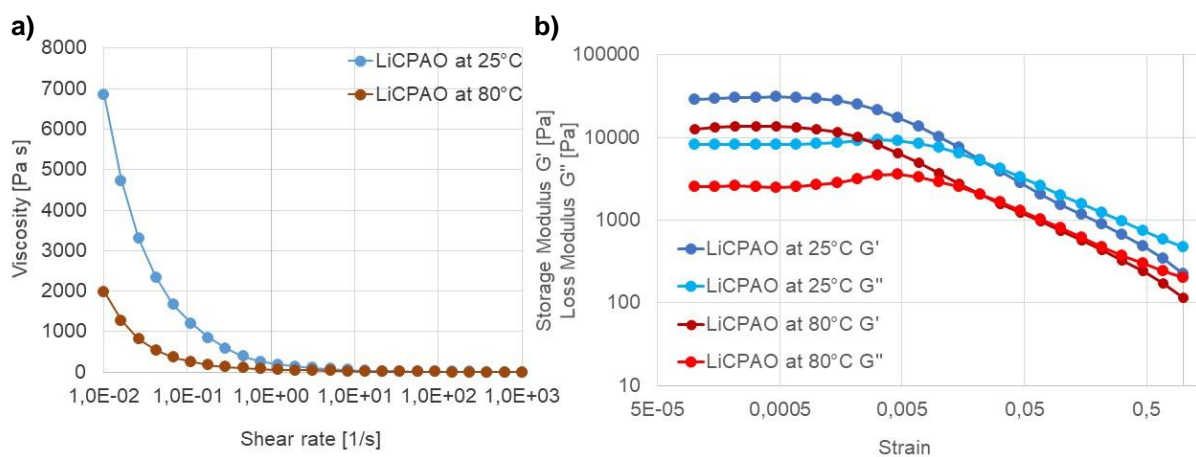 a)
8000
7000
6000
5000
4000
3000
2000
1000
0
Viscosity [Pa s]
LiCPAO at 25°C
LiCPAO at 80°C
1,0E-02 1,0E-01 1,0E+00 1,0E+01 1,0E+02 1,0E+03
Shear rate [1/s]
b)
100000
10000
1000
100
10
Storage Modulus G' [Pa]
Loss Modulus G'' [Pa]
LiCPAO at 25°C G'
LiCPAO at 25°C G''
LiCPAO at 80°C G'
LiCPAO at 80°C G''
5E-05 0,0005 0,005 0,05 0,5
Strain